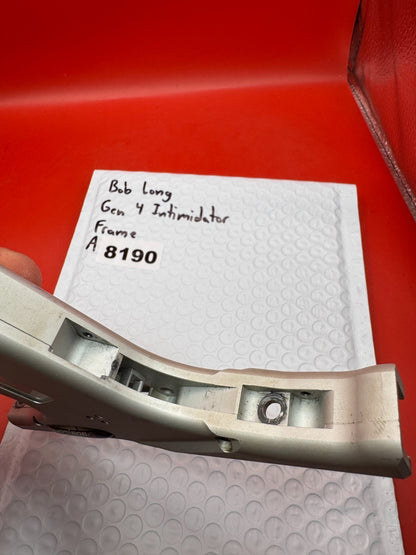 Bob Long
Gen 4 Intimidator
Frame
A 8190